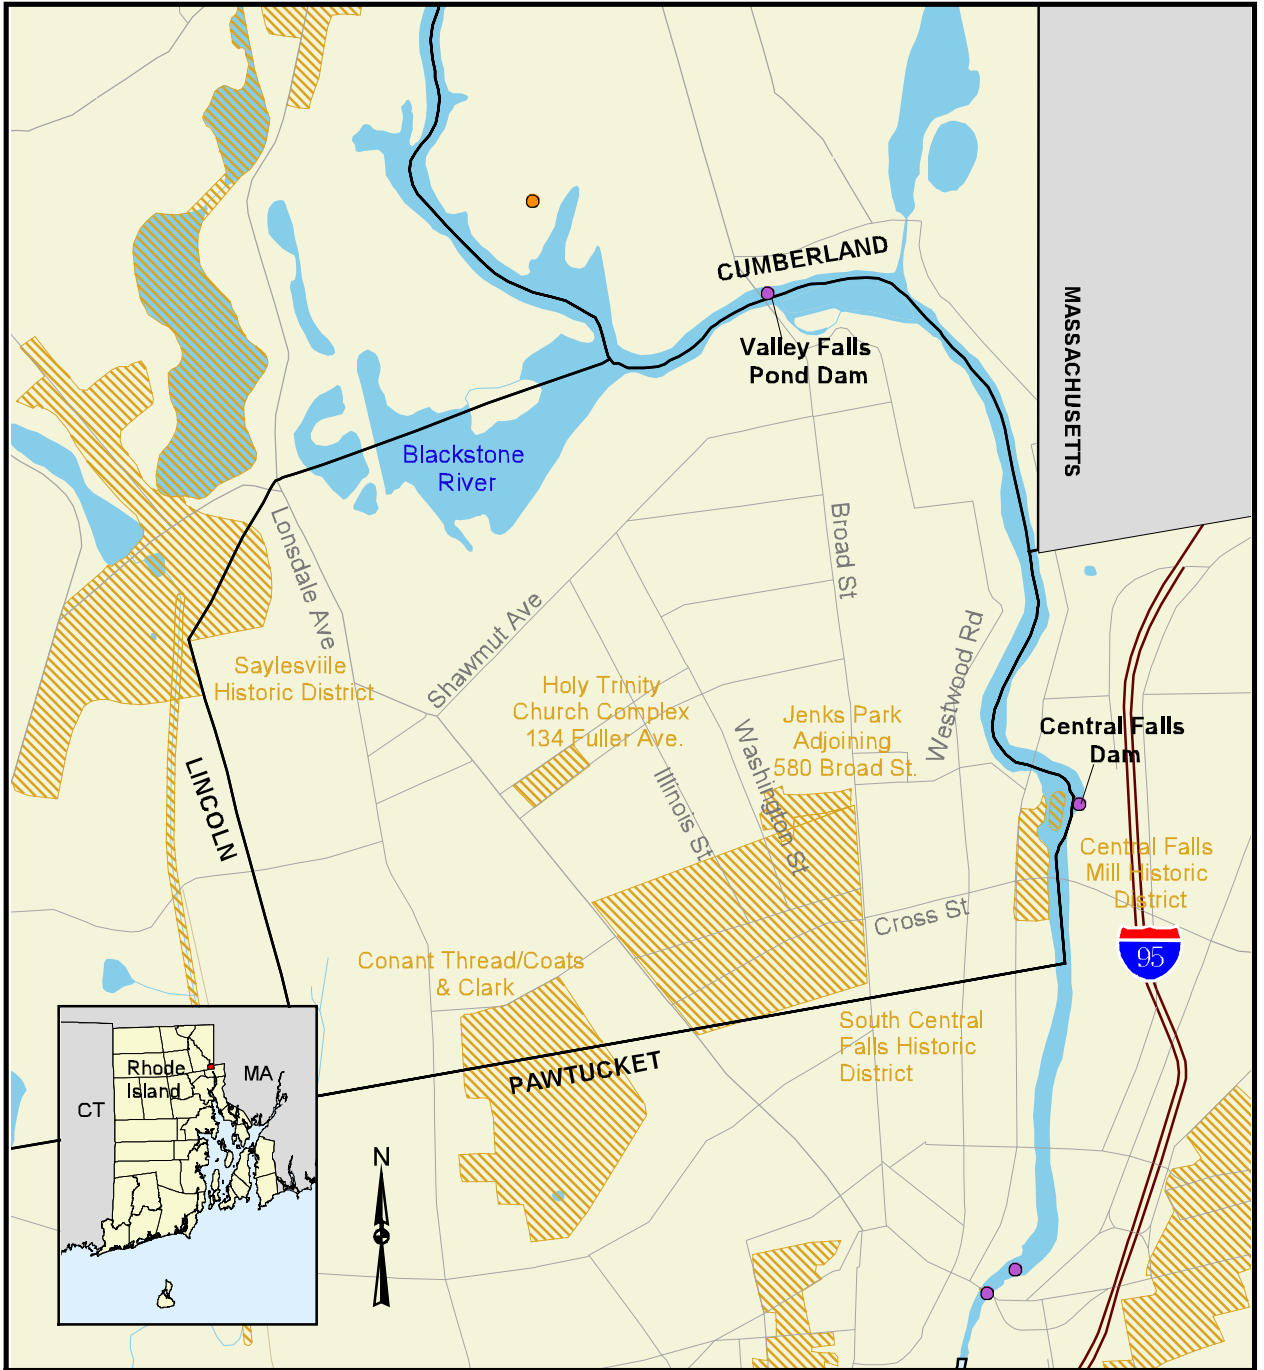 CUMBERLAND
MASSACHUSETTS
Valley Falls
Pond Dam
Blackstone
River
Lonsdale Ave
Broad St
Shawmut Ave
Westwood Rd
Saylesviile
Historic District
Holy Trinity
Church Complex
134 Fuller Ave.
Jenks Park
Adjoining
580 Broad St.
Central Falls
Dam
Washington St
Illinois St
LINCOLN
Central Falls
Mill Historic
District
Cross St
95
Conant Thread/Coats
& Clark
South Central
Falls Historic
District
PAWTUCKET
Rhode
Island
MA
CT
N